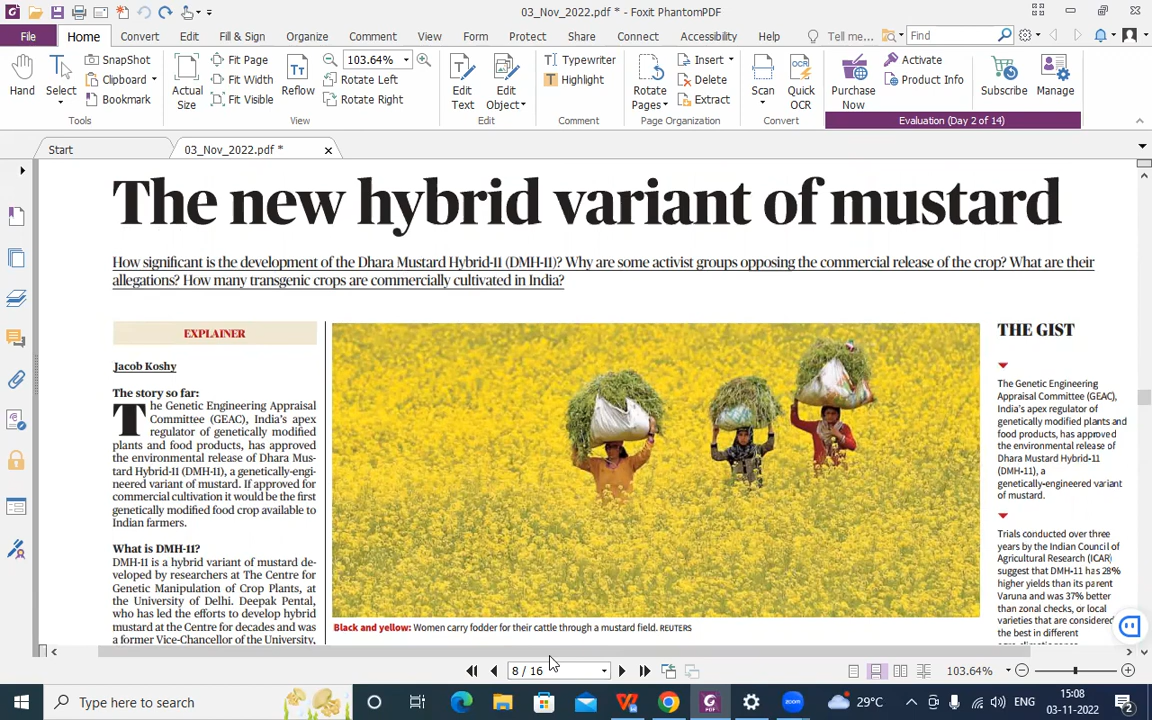 03_Nov_2022.pdf * - Foxit PhantomPDF
File Home Convert Edit Fill & Sign Organize Comment View Form Protect Share Connect Accessibility Help Tell me... Find
Hand
Select
SnapShot
Clipboard
Bookmark
Tools
Actual Size
Fit Page
Fit Width
Fit Visible
Reflow
103.64%
Rotate Left
Rotate Right
View
Edit Text
Edit Object
Edit
Typewriter
Highlight
Comment
Rotate Pages
Insert
Delete
Extract
Page Organization
Scan
Quick OCR
Convert
Purchase Now
Activate
Product Info
Subscribe
Manage
Evaluation (Day 2 of 14)
Start
03_Nov_2022.pdf *
The new hybrid variant of mustard
How significant is the development of the Dhara Mustard Hybrid-11 (DMH-11)? Why are some activist groups opposing the commercial release of the crop? What are their
allegations? How many transgenic crops are commercially cultivated in India?
EXPLAINER
Jacob Koshy
The story so far:
The Genetic Engineering Appraisal
Committee (GEAC), India's apex
regulator of genetically modified
plants and food products, has approved
the environmental release of Dhara Mus-
tard Hybrid-11 (DMH-11), a genetically-engi-
neered variant of mustard. If approved for
commercial cultivation it would be the first
genetically modified food crop available to
Indian farmers.
What is DMH-11?
DMH-11 is a hybrid variant of mustard de-
veloped by researchers at The Centre for
Genetic Manipulation of Crop Plants, at
the University of Delhi. Deepak Pental,
who has led the efforts to develop hybrid
mustard at the Centre for decades and was
a former Vice-Chancellor of the University,
Black and yellow: Women carry fodder for their cattle through a mustard field. REUTERS
THE GIST
The Genetic Engineering
Appraisal Committee (GEAC),
India's apex regulator of
genetically modified plants and
food products, has approved
the environmental release of
Dhara Mustard Hybrid-11
(DMH-11), a
genetically-engineered variant
of mustard.
Trials conducted over three
years by the Indian Council of
Agricultural Research (ICAR)
suggest that DMH-11 has 28%
higher yields than its parent
Varuna and was 37% better
than zonal checks, or local
varieties that are considered
the best in different
8 / 16
103.64%
Type here to search
29°C
ENG
15:08
03-11-2022
2